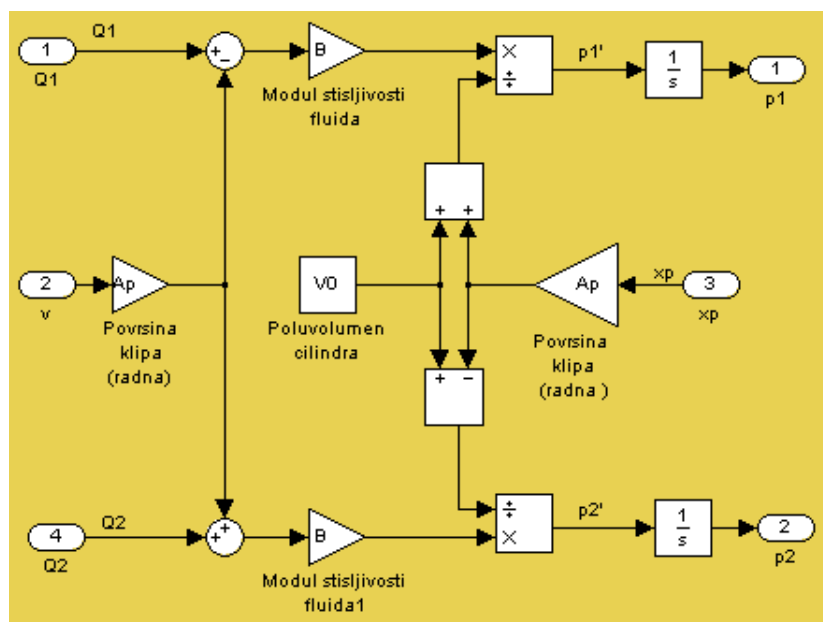 Q1
1
Q1
+
−
B
Modul stisljivosti
fluida
×
÷
p1'
1
s
1
p1
+ +
2
v
Ap
Povrsina
klipa
(radna)
V0
Poluvolumen
cilindra
Ap
Povrsina
klipa
(radna )
xp
3
xp
+ −
4
Q2
Q2
+
+
B
Modul stisljivosti
fluida1
÷
×
p2'
1
s
2
p2